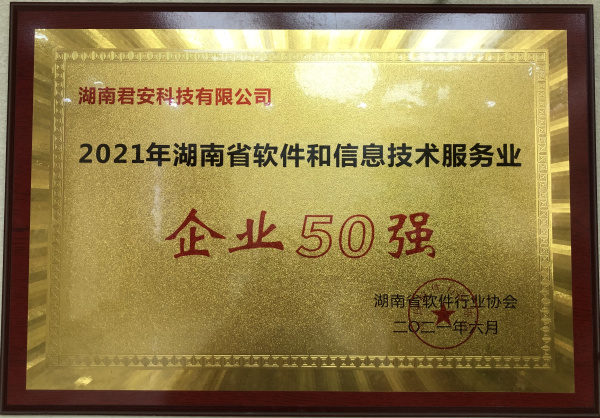 湖南君安科技有限公司
2021年湖南省软件和信息技术服务业
企业50强
湖南省软件行业协会
二〇二一年六月